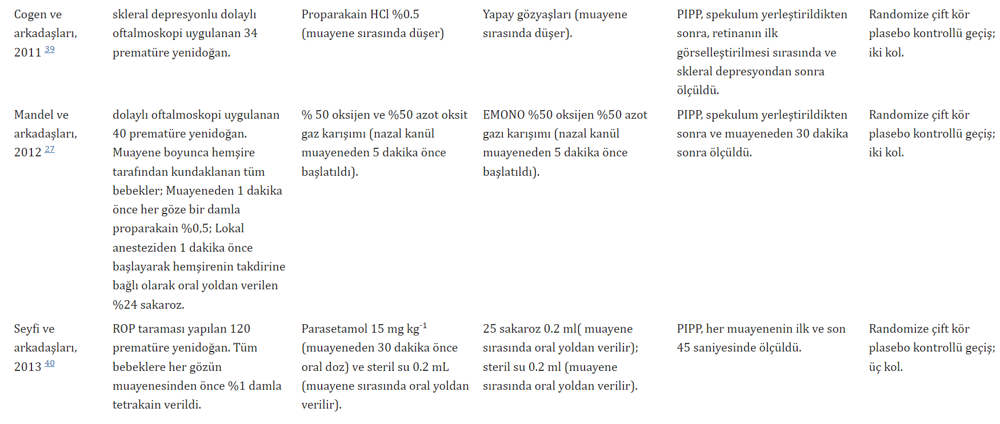 Cogen ve
arkadaşları,
2011 39
skleral depresyonlu dolaylı
oftalmoskopi uygulanan 34
prematüre yenidoğan.
Proparakain HCl %0.5
(muayene sırasında düşer)
Yapay gözyaşları (muayene
sırasında düşer).
PIPP, spekulum yerleştirildikten
sonra, retinanın ilk
görselleştirilmesi sırasında ve
skleral depresyondan sonra
ölçüldü.
Randomize çift kör
plasebo kontrollü geçiş;
iki kol.
Mandel ve
arkadaşları,
2012 27
dolaylı oftalmoskopi uygulanan
40 prematüre yenidoğan.
Muayene boyunca hemşire
tarafından kundaklanan tüm
bebekler; Muayeneden 1 dakika
önce her göze bir damla
proparakain %0,5; Lokal
anesteziden 1 dakika önce
başlayarak hemşirenin takdirine
bağlı olarak oral yoldan verilen
%24 sakaroz.
% 50 oksijen ve %50 azot oksit
gaz karışımı (nazal kanül
muayeneden 5 dakika önce
başlatıldı).
EMONO %50 oksijen %50 azot
gazı karışımı (nazal kanül
muayeneden 5 dakika önce
başlatıldı).
PIPP, spekulum yerleştirildikten
sonra ve muayeneden 30 dakika
sonra ölçüldü.
Randomize çift kör
plasebo kontrollü geçiş;
iki kol.
Seyfi ve
arkadaşları,
2013 40
ROP taraması yapılan 120
prematüre yenidoğan. Tüm
bebeklere her gözün
muayenesinden önce %1 damla
tetrakain verildi.
Parasetamol 15 mg kg-1
(muayeneden 30 dakika önce
oral doz) ve steril su 0.2 mL
(muayene sırasında oral yoldan
verilir).
25 sakaroz 0.2 ml( muayene
sırasında oral yoldan verilir);
steril su 0.2 ml (muayene
sırasında oral yoldan verilir).
PIPP, her muayenenin ilk ve son
45 saniyesinde ölçüldü.
Randomize çift kör
plasebo kontrollü geçiş;
üç kol.